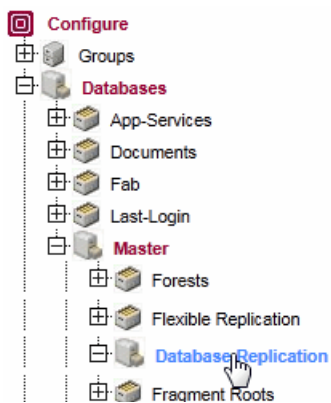 Configure
Groups
Databases
App-Services
Documents
Fab
Last-Login
Master
Forests
Flexible Replication
Database Replication
Fragment Roots